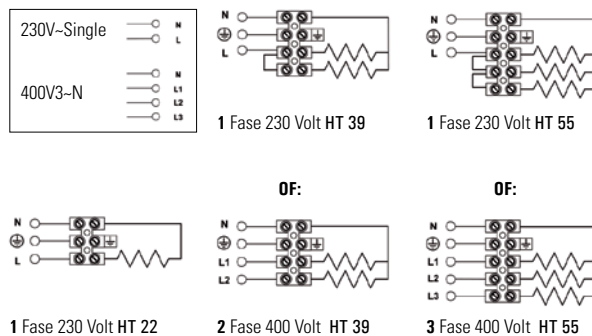 230V~Single
N
L
400V3~N
N
L1
L2
L3
N
L
1 Fase 230 Volt HT 39
N
L
1 Fase 230 Volt HT 55
N
L
1 Fase 230 Volt HT 22
OF:
N
L1
L2
2 Fase 400 Volt HT 39
OF:
N
L1
L2
L3
3 Fase 400 Volt HT 55